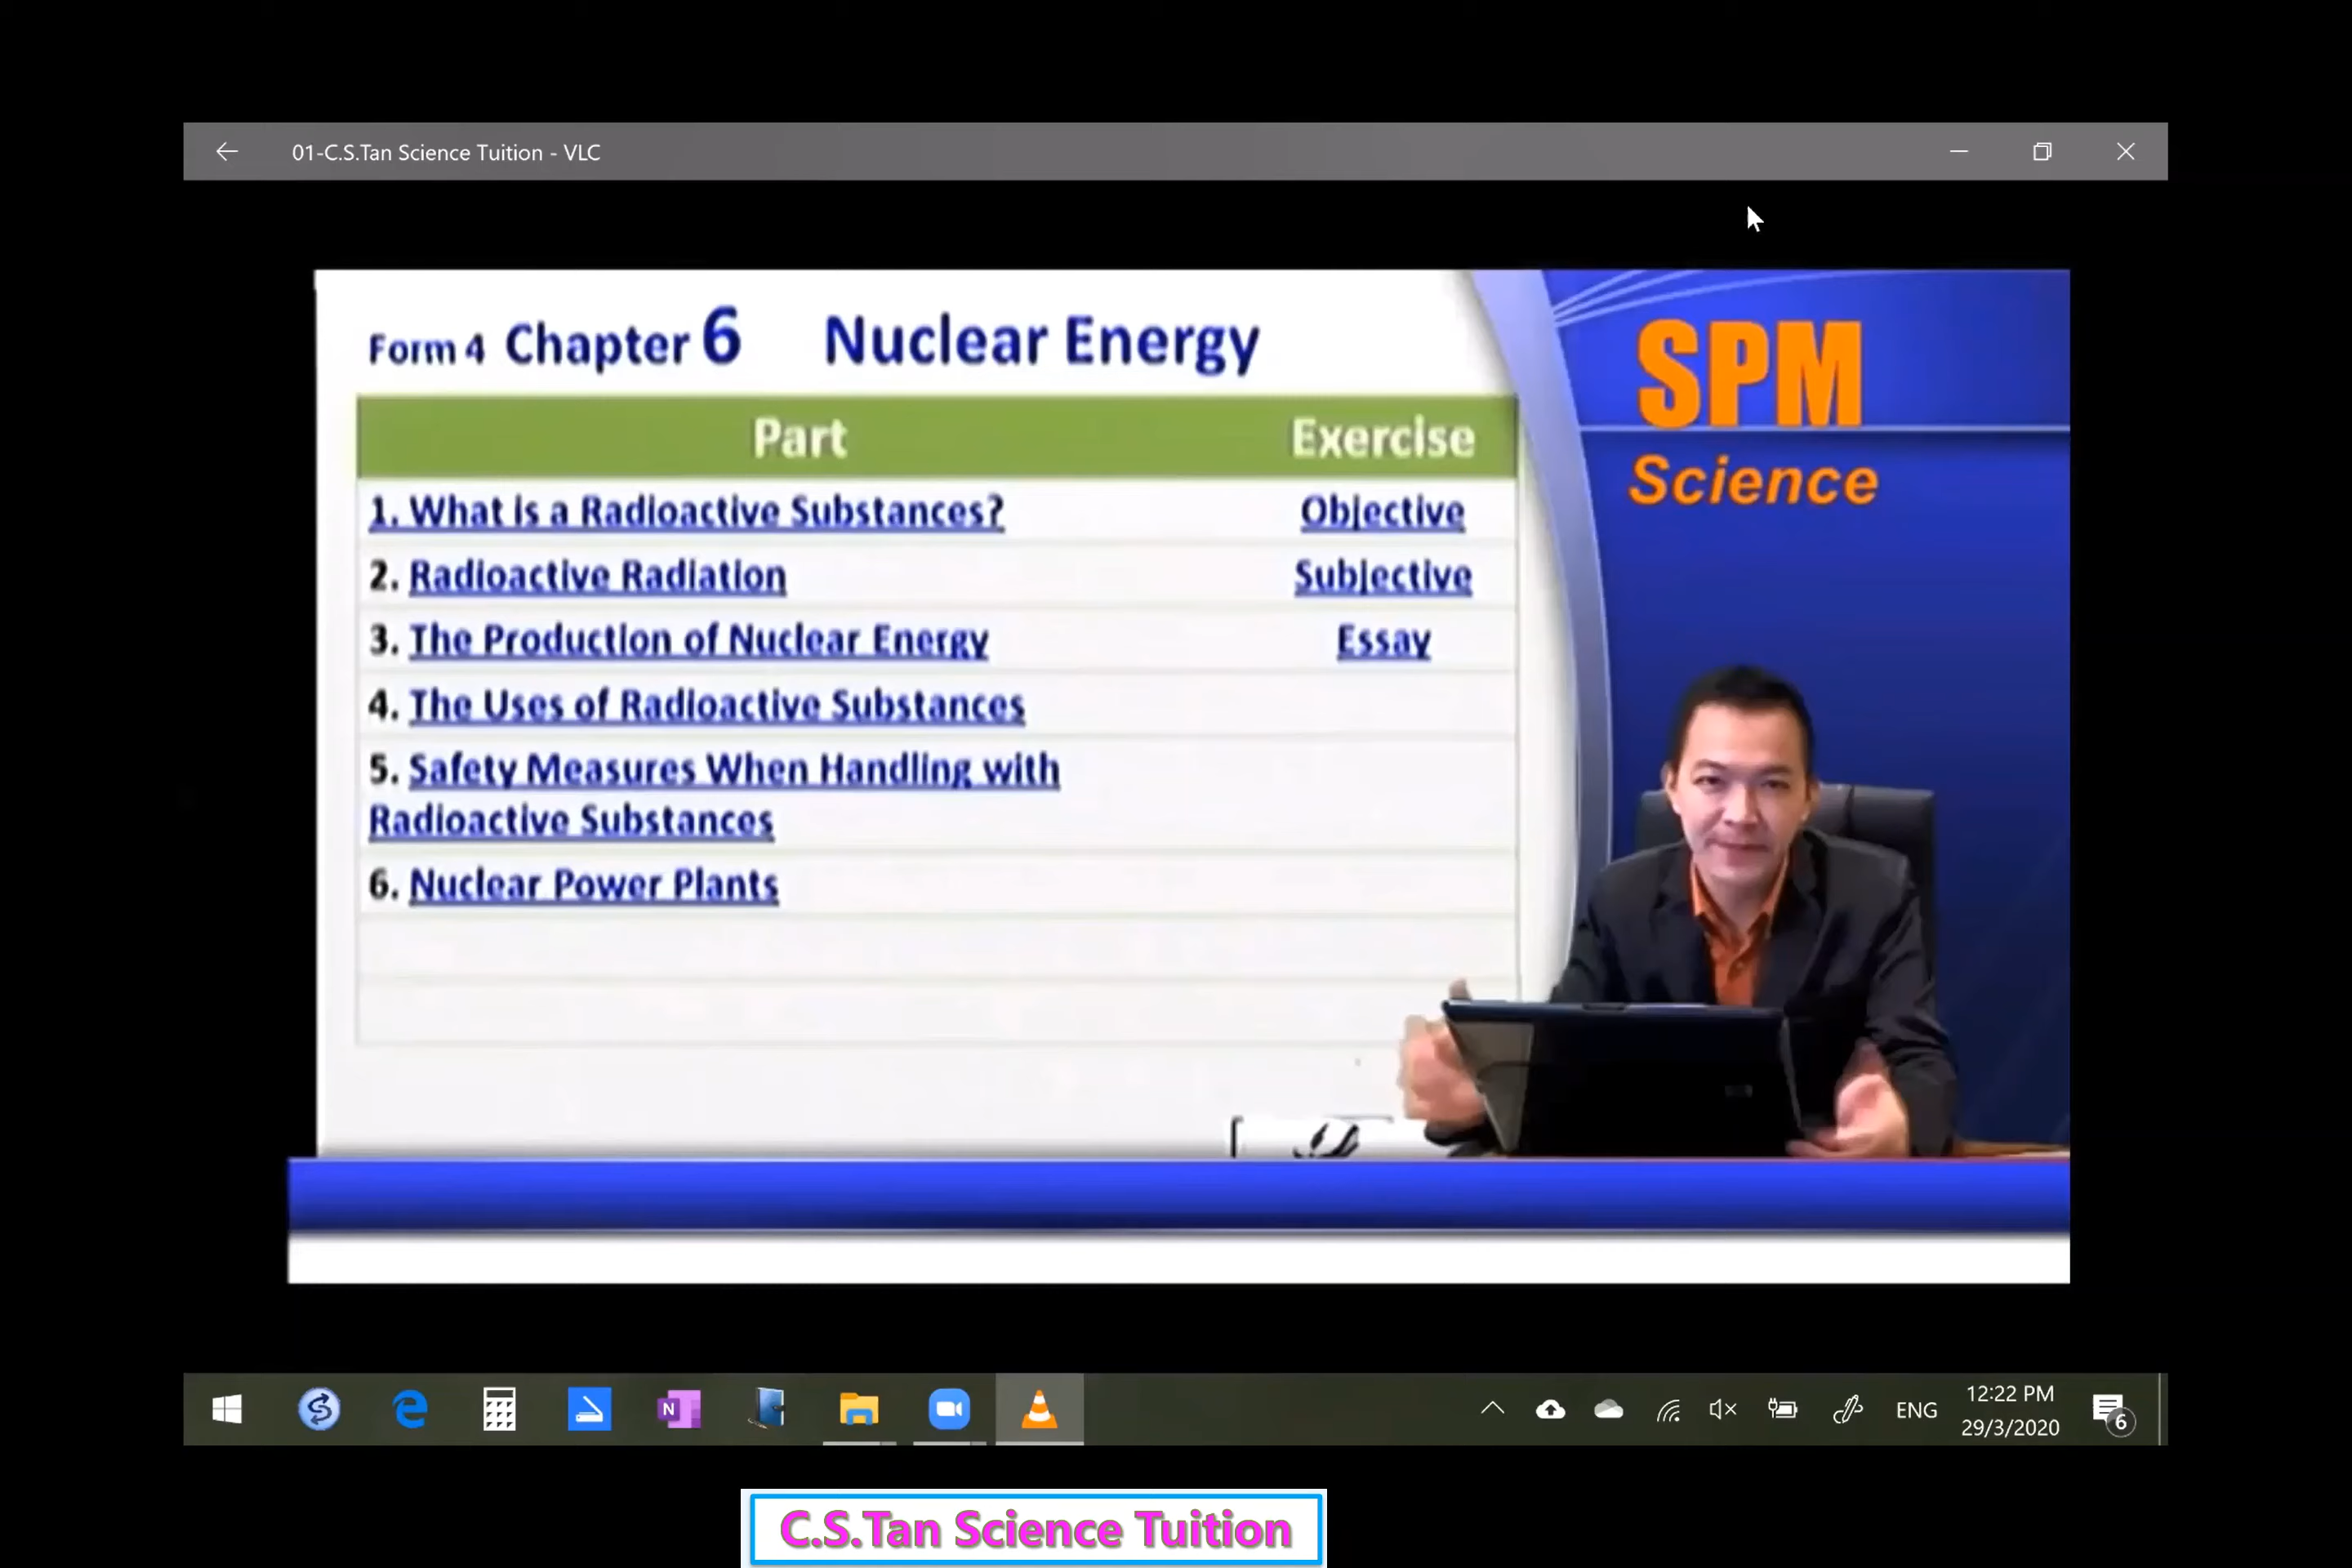 01-C.S.Tan Science Tuition - VLC
Form 4 Chapter 6 Nuclear Energy
SPM
Science
Part Exercise
1. What is a Radioactive Substances? Objective
2. Radioactive Radiation Subjective
3. The Production of Nuclear Energy Essay
4. The Uses of Radioactive Substances
5. Safety Measures When Handling with
Radioactive Substances
6. Nuclear Power Plants
N
ENG
12:22 PM
29/3/2020
6
C.S.Tan Science Tuition